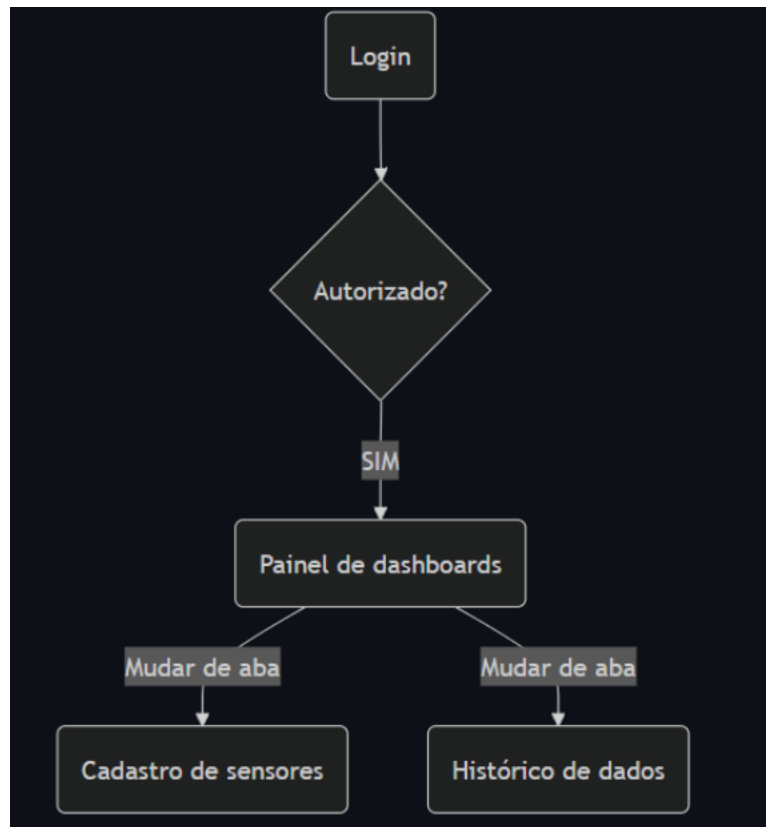 Login
Autorizado?
SIM
Painel de dashboards
Mudar de aba
Mudar de aba
Cadastro de sensores
Histórico de dados